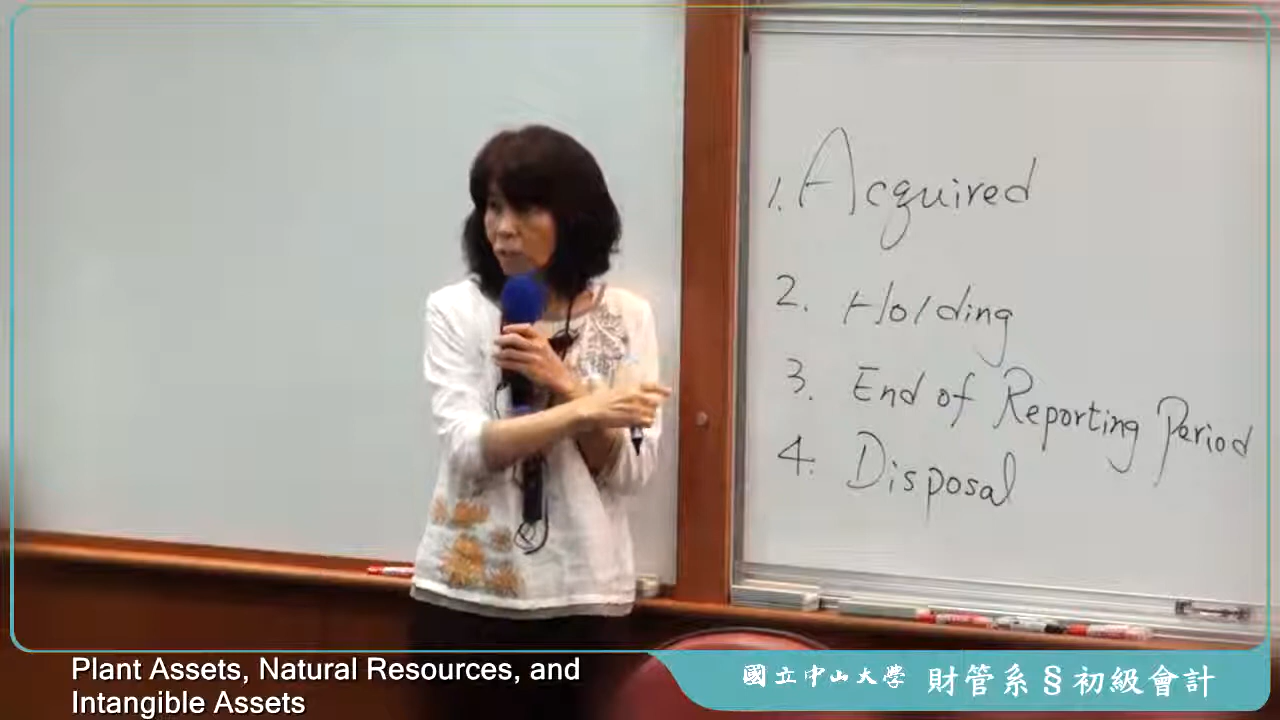 1. Acquired
2. Holding
3. End of Reporting Period
4. Disposal
Plant Assets, Natural Resources, and
Intangible Assets
國立中山大學 財管系§初級會計